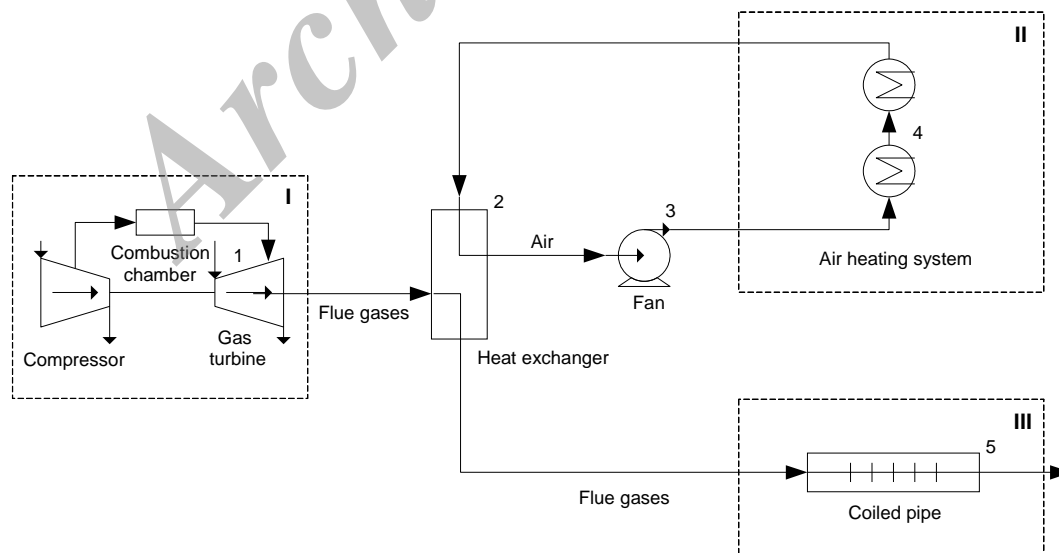 Arch
II
4
3
Air heating system
2
Air
Fan
Heat exchanger
I
Combustion
chamber
1
Compressor
Gas
turbine
Flue gases
III
5
Flue gases
Coiled pipe